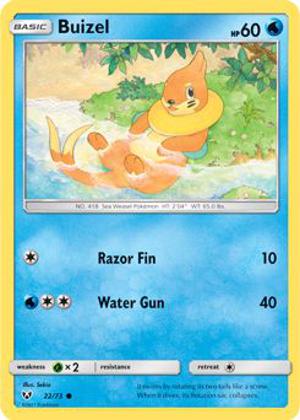 BASIC Buizel HP60
NO. 418 Sea Weasel Pokémon HT: 2'04" WT: 65.0 lbs.
Razor Fin 10
Water Gun 40
Illus. Sekio
weakness ×2 resistance retreat
22/73
It swims by rotating its two tails like a screw.
When it dives, its flotation sac collapses.
©2017 Pokémon